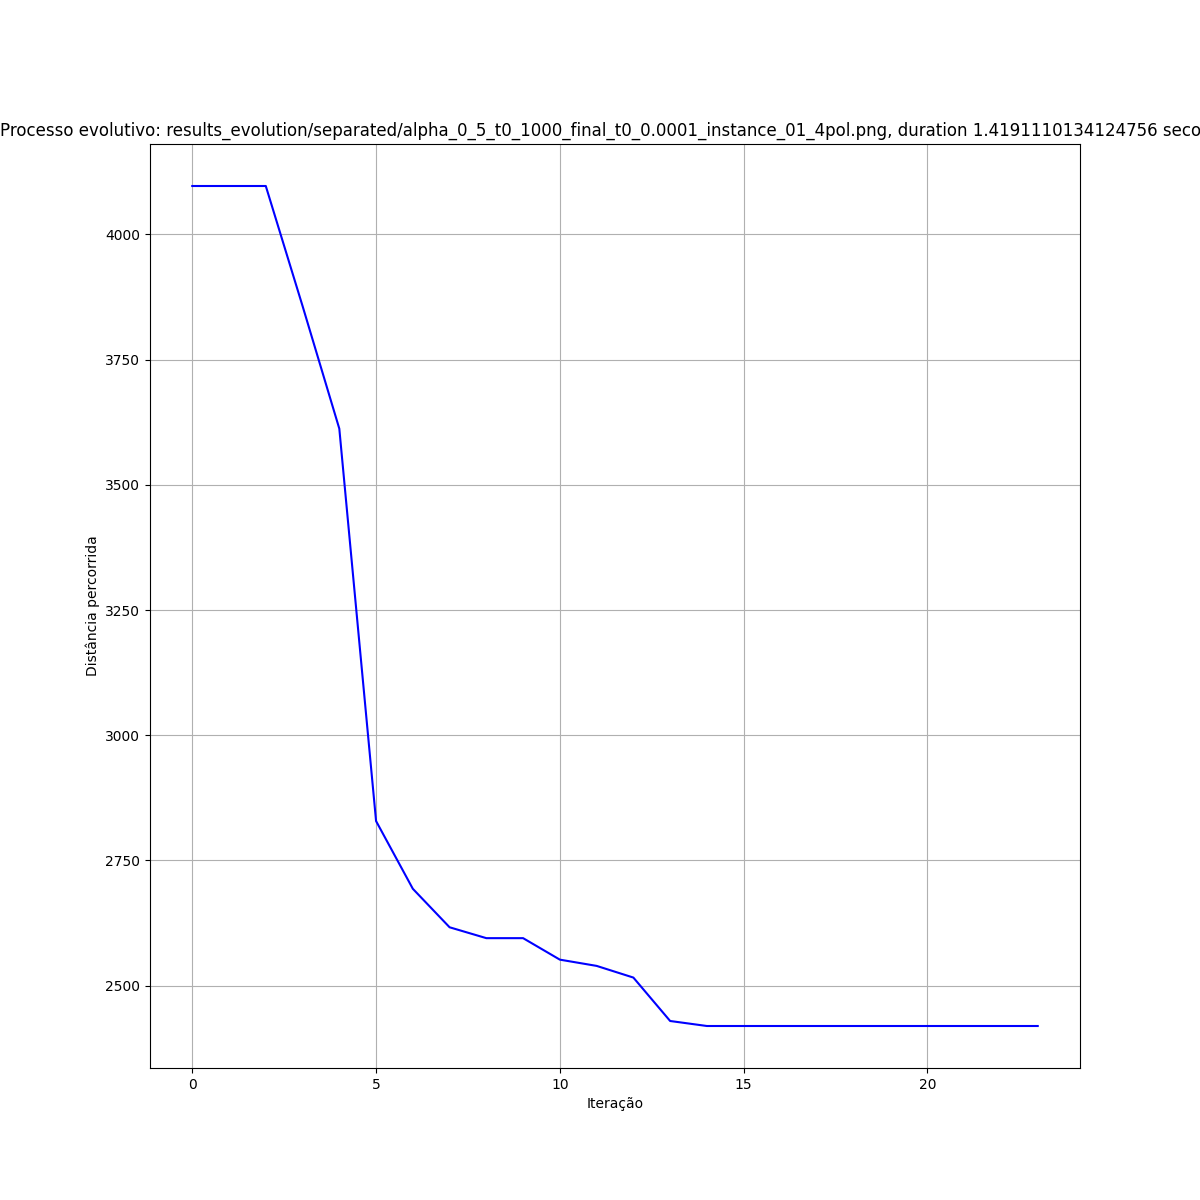 Processo evolutivo: results_evolution/separated/alpha_0_5_t0_1000_final_t0_0.0001_instance_01_4pol.png, duration 1.4191110134124756 seco
4000
3750
3500
3250
3000
2750
2500
Distância percorrida
0 5 10 15 20
Iteração